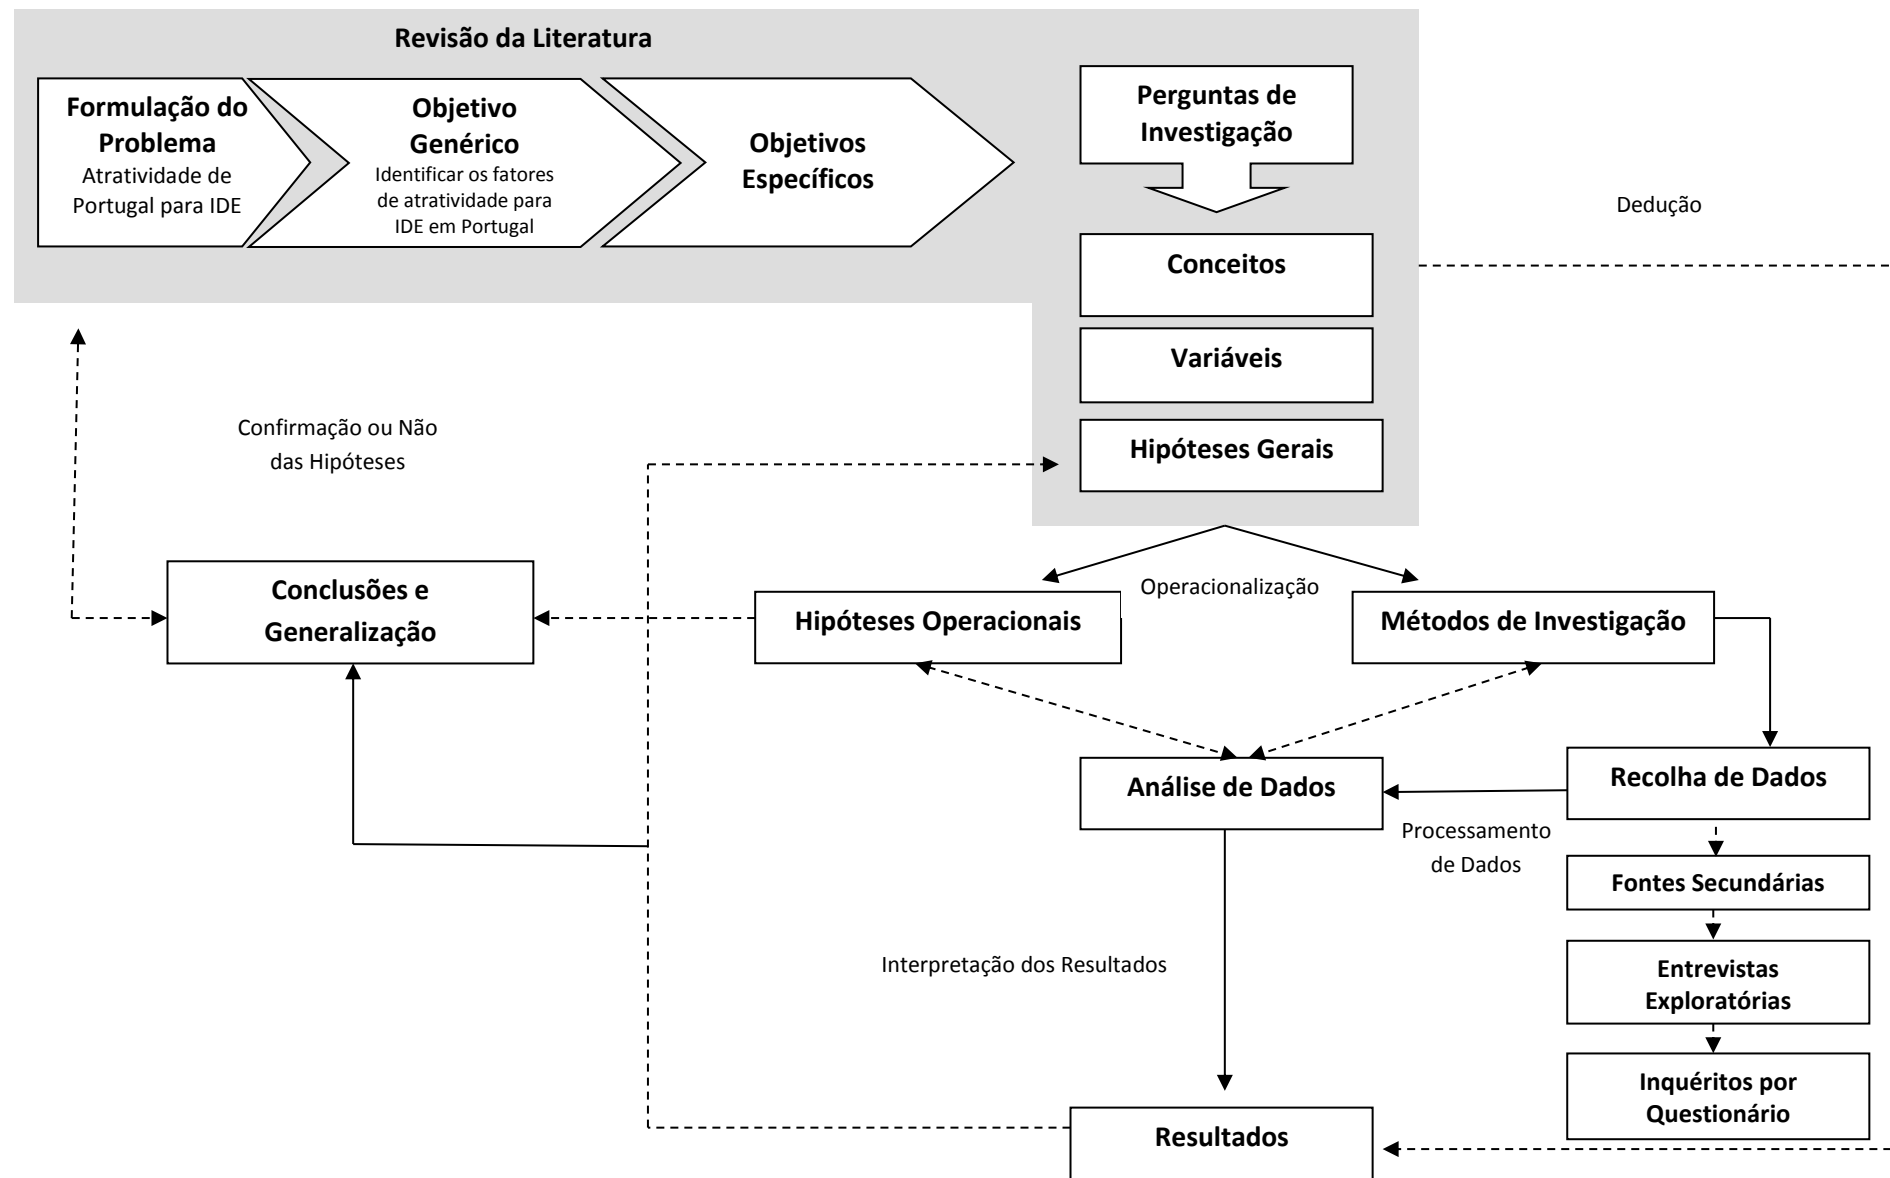 Revisão da Literatura
Formulação do
Problema
Atratividade de
Portugal para IDE
Objetivo
Genérico
Identificar os fatores
de atratividade para
IDE em Portugal
Objetivos
Específicos
Perguntas de
Investigação
Dedução
Conceitos
Variáveis
Hipóteses Gerais
Confirmação ou Não
das Hipóteses
Conclusões e
Generalização
Operacionalização
Hipóteses Operacionais
Métodos de Investigação
Análise de Dados
Recolha de Dados
Processamento
de Dados
Fontes Secundárias
Interpretação dos Resultados
Entrevistas
Exploratórias
Inquéritos por
Questionário
Resultados